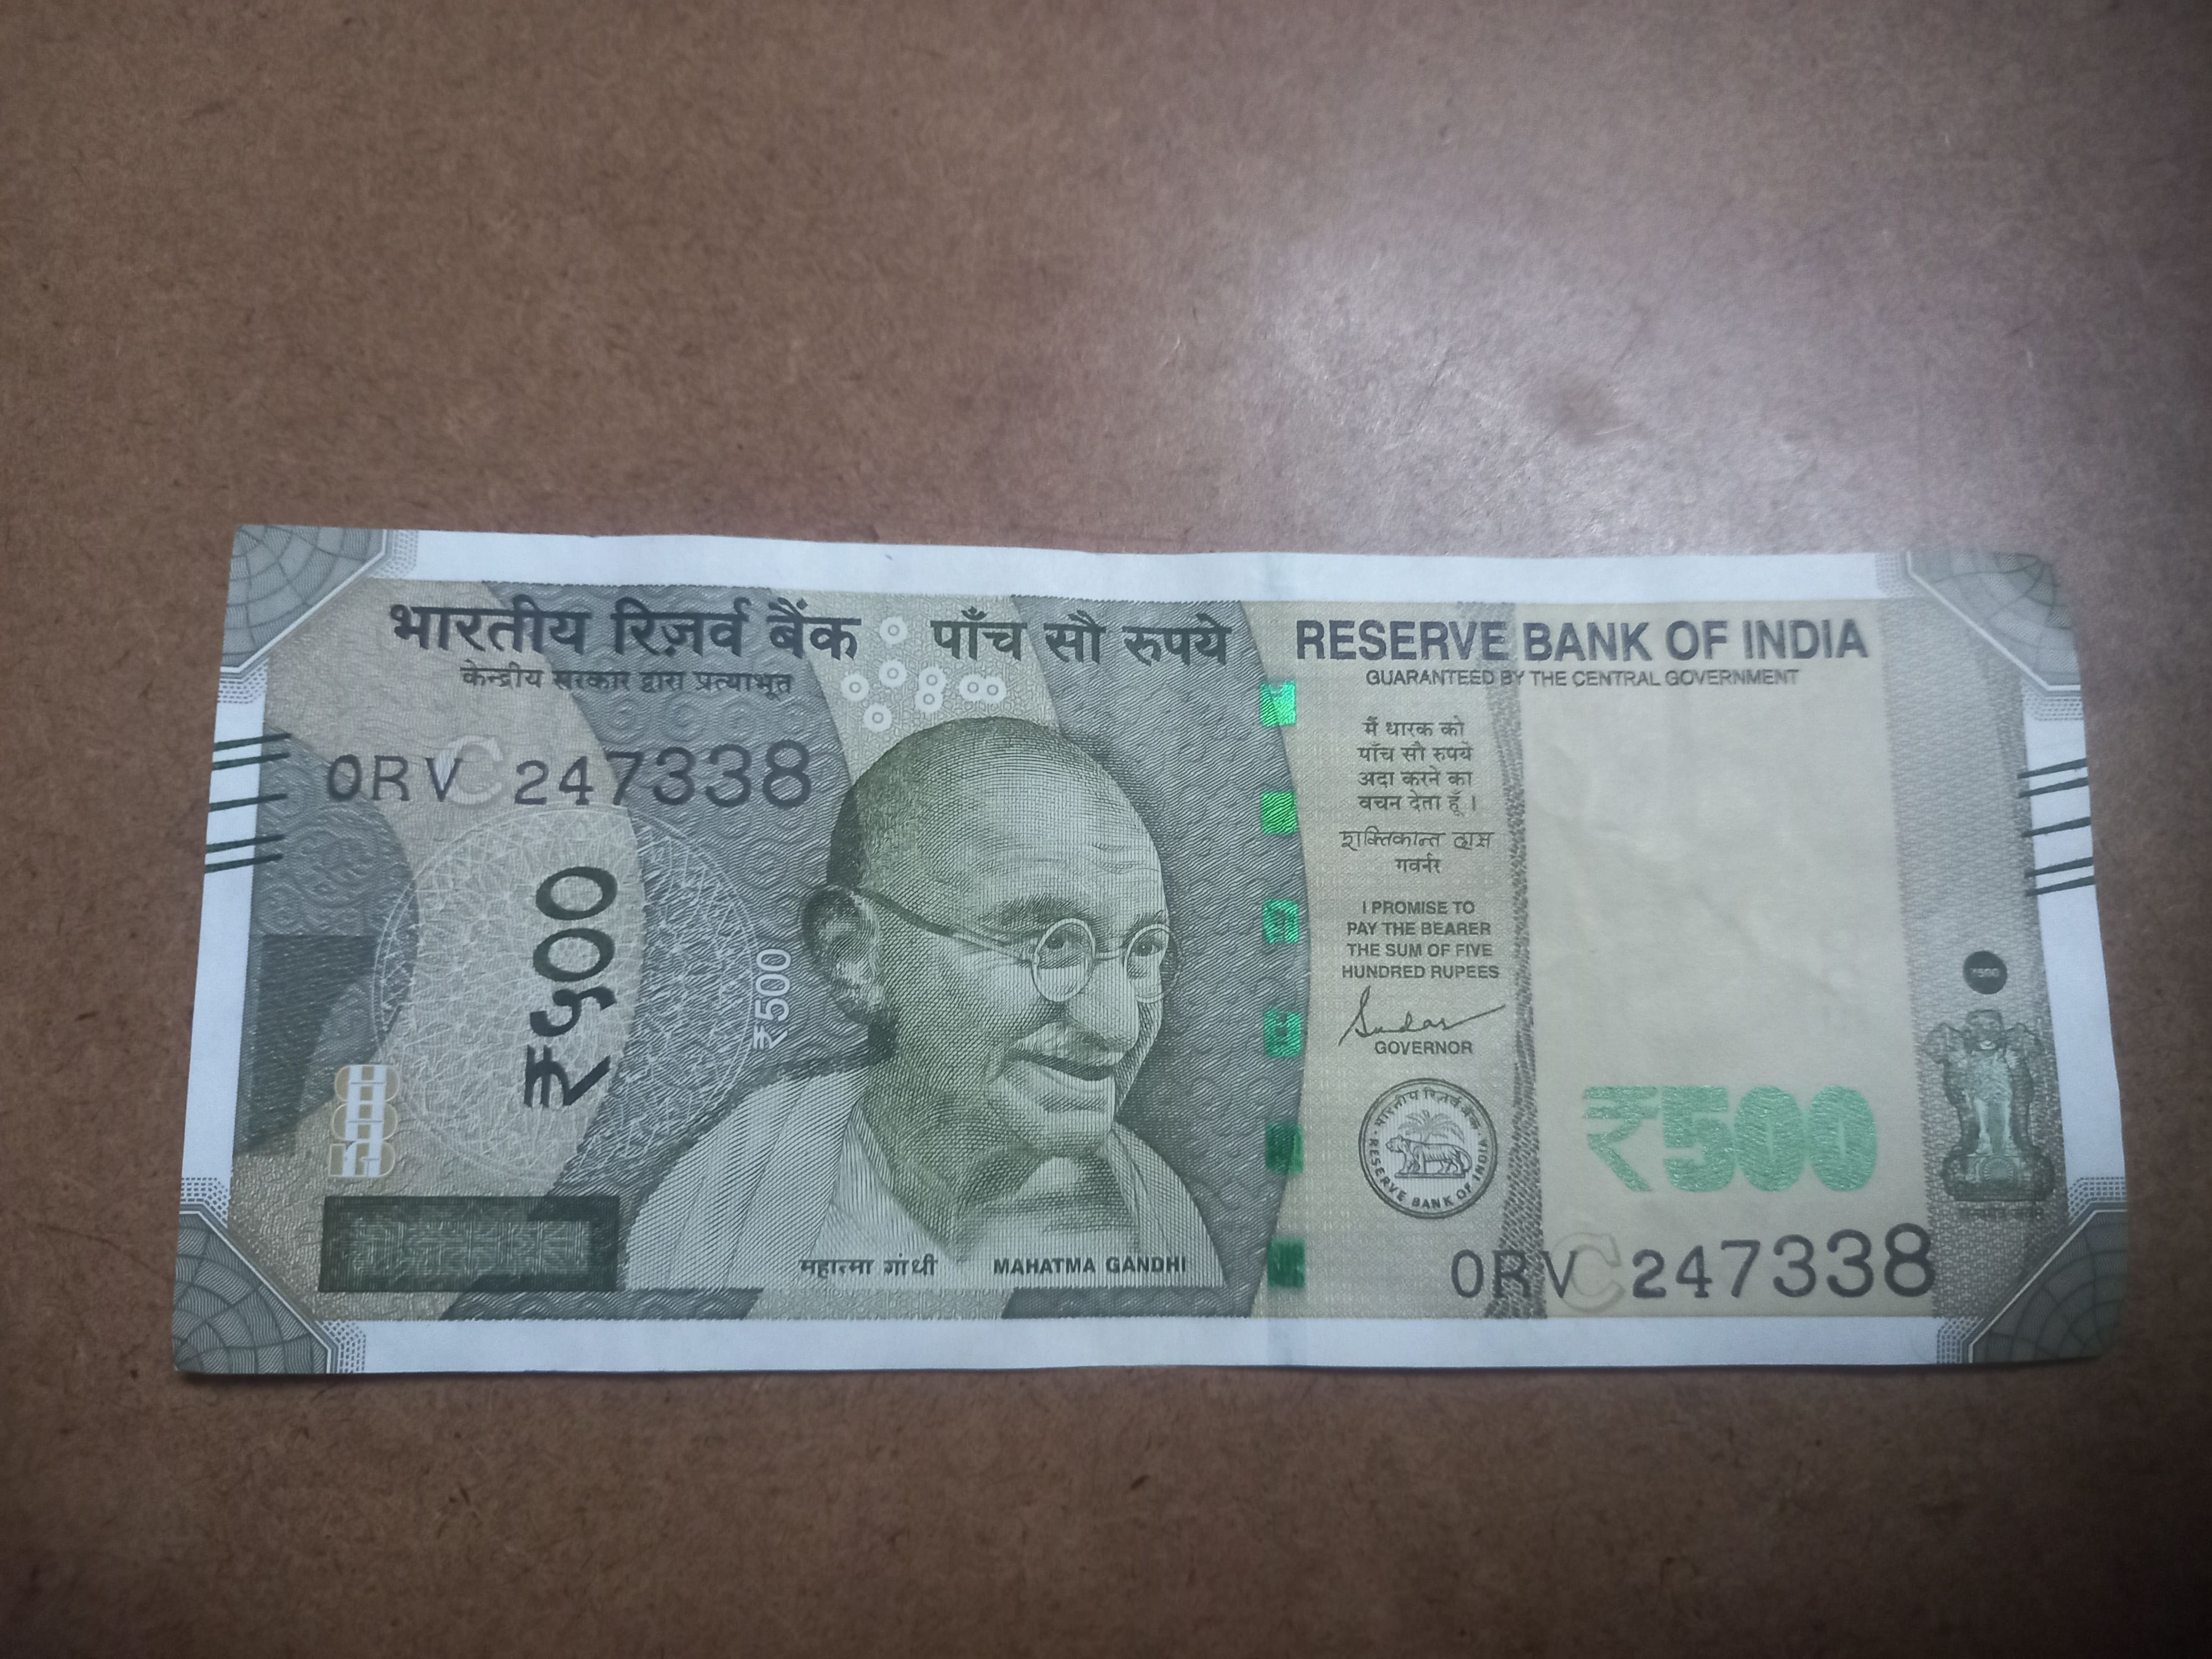 भारतीय रिज़र्व बैंक
केन्द्रीय सरकार द्वारा प्रत्याभूत
पाँच सौ रुपये
RESERVE BANK OF INDIA
GUARANTEED BY THE CENTRAL GOVERNMENT
0RV C 247338
₹५००
₹500
महात्मा गांधी
MAHATMA GANDHI
मैं धारक को
पाँच सौ रुपये
अदा करने का
वचन देता हूँ।
शक्तिकान्त दास
गवर्नर
I PROMISE TO
PAY THE BEARER
THE SUM OF FIVE
HUNDRED RUPEES
GOVERNOR
भारतीय रिज़र्व बैंक
RESERVE BANK OF INDIA
₹500
₹500
0RV C 247338